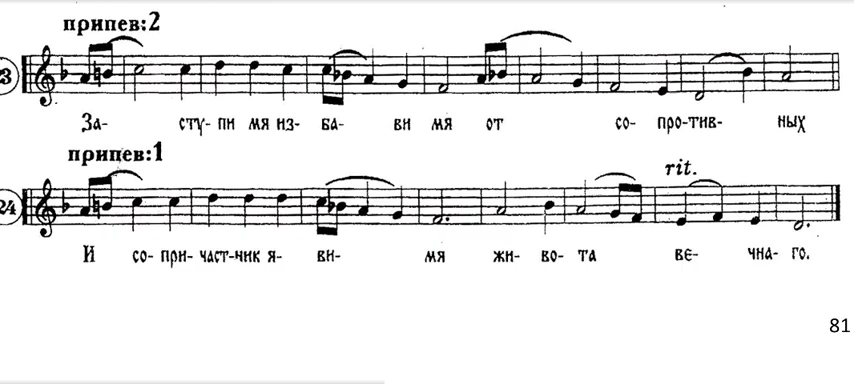 припев:2
23
За- сту- пи мя из- ба- ви мя от со- про-тив- ных
припев:1
rit.
24
И со- при- част-ник я- ви- мя жи- во- та ве- чна- го.
81